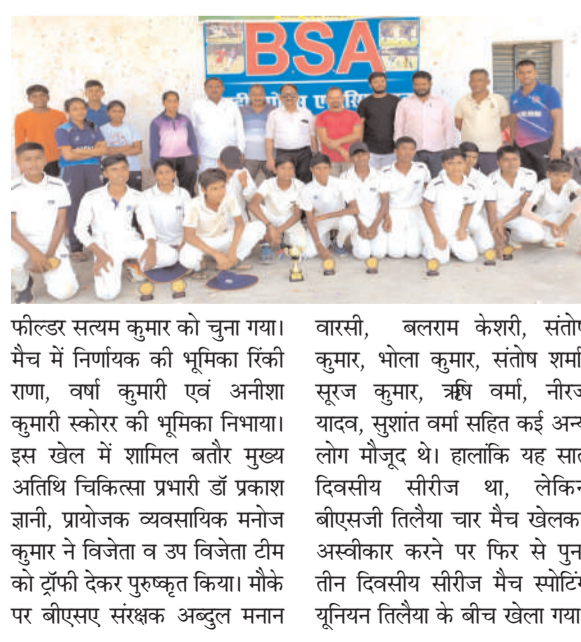 BSA
फील्डर सत्यम कुमार को चुना गया।
मैच में निर्णायक की भूमिका रिंकी
राणा, वर्षा कुमारी एवं अनीशा
कुमारी स्कोरर की भूमिका निभाया।
इस खेल में शामिल बतौर मुख्य
अतिथि चिकित्सा प्रभारी डॉ प्रकाश
ज्ञानी, प्रायोजक व्यवसायिक मनोज
कुमार ने विजेता व उप विजेता टीम
को ट्रॉफी देकर पुरुष्कृत किया। मौके
पर बीएसए संरक्षक अब्दुल मनान
वारसी, बलराम केशरी, संतोष
कुमार, भोला कुमार, संतोष शर्मा
सूरज कुमार, ऋषि वर्मा, नीरज
यादव, सुशांत वर्मा सहित कई अन्य
लोग मौजूद थे। हालांकि यह सात
दिवसीय सीरीज था, लेकिन
बीएसजी तिलैया चार मैच खेलक
अस्वीकार करने पर फिर से पुन
तीन दिवसीय सीरीज मैच स्पोटिंग
यूनियन तिलैया के बीच खेला गया